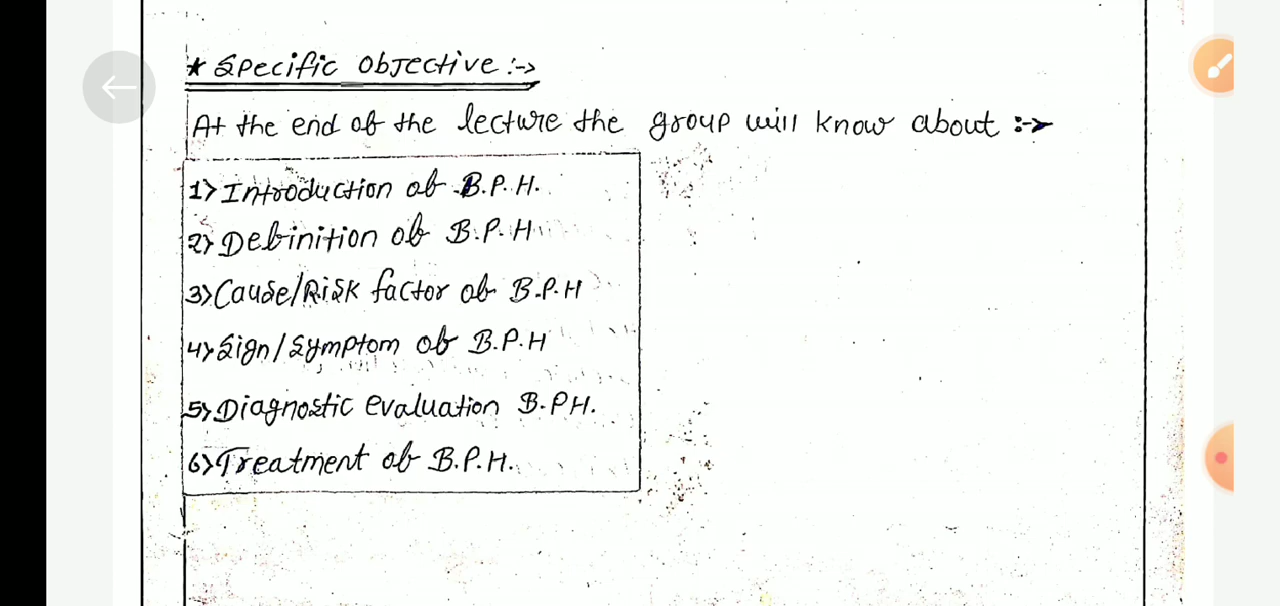 * Specific Objective :->
At the end of the lecture the group will know about :->
1> Introduction of B.P.H.
2> Definition of B.P.H
3> Cause/Risk factor of B.P.H
4> Sign/Symptom of B.P.H
5> Diagnostic evaluation B.PH.
6> Treatment of B.P.H.